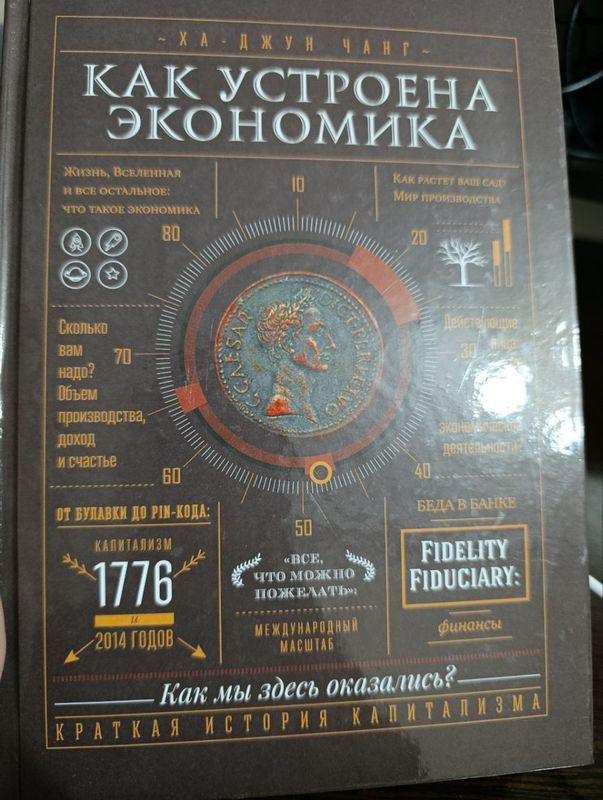 ~ ХА-ДЖУН ЧАНГ ~
КАК УСТРОЕНА
ЭКОНОМИКА
Жизнь, Вселенная
и все остальное:
что такое экономика
Как растет ваш сад?
Мир производства
10
80
20
Сколько
вам
надо?
Объем
производства,
доход
и счастье
70
Действующие
лица:
30
экономической
деятельности?
60
40
50
CAESAR
ОТ БУЛАВКИ ДО PIN-КОДА:
КАПИТАЛИЗМ
1776
и
2014 ГОДОВ
«ВСЕ,
ЧТО МОЖНО
ПОЖЕЛАТЬ»:
МЕЖДУНАРОДНЫЙ
МАСШТАБ
БЕДА В БАНКЕ
FIDELITY
FIDUCIARY:
финансы
Как мы здесь оказались?
КРАТКАЯ ИСТОРИЯ КАПИТАЛИЗМА